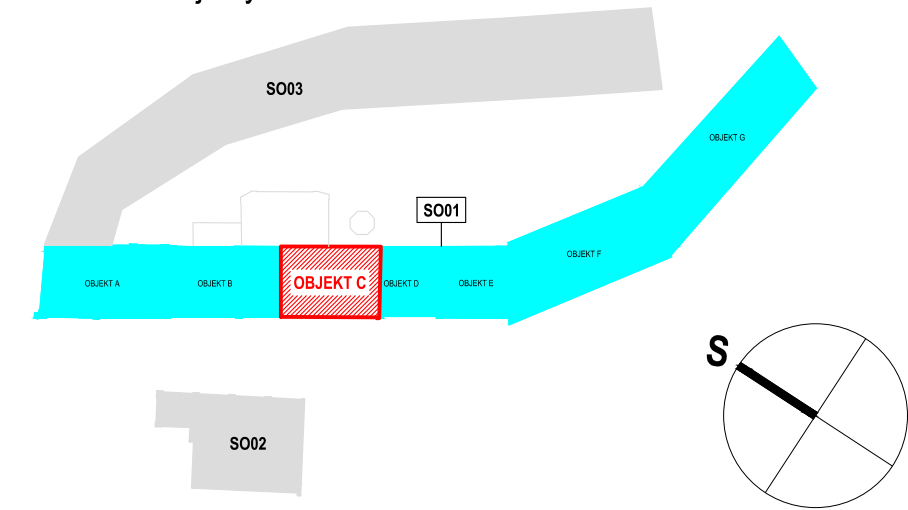 SO03
OBJEKT G
SO01
OBJEKT F
OBJEKT A
OBJEKT B
OBJEKT C
OBJEKT D
OBJEKT E
S
SO02